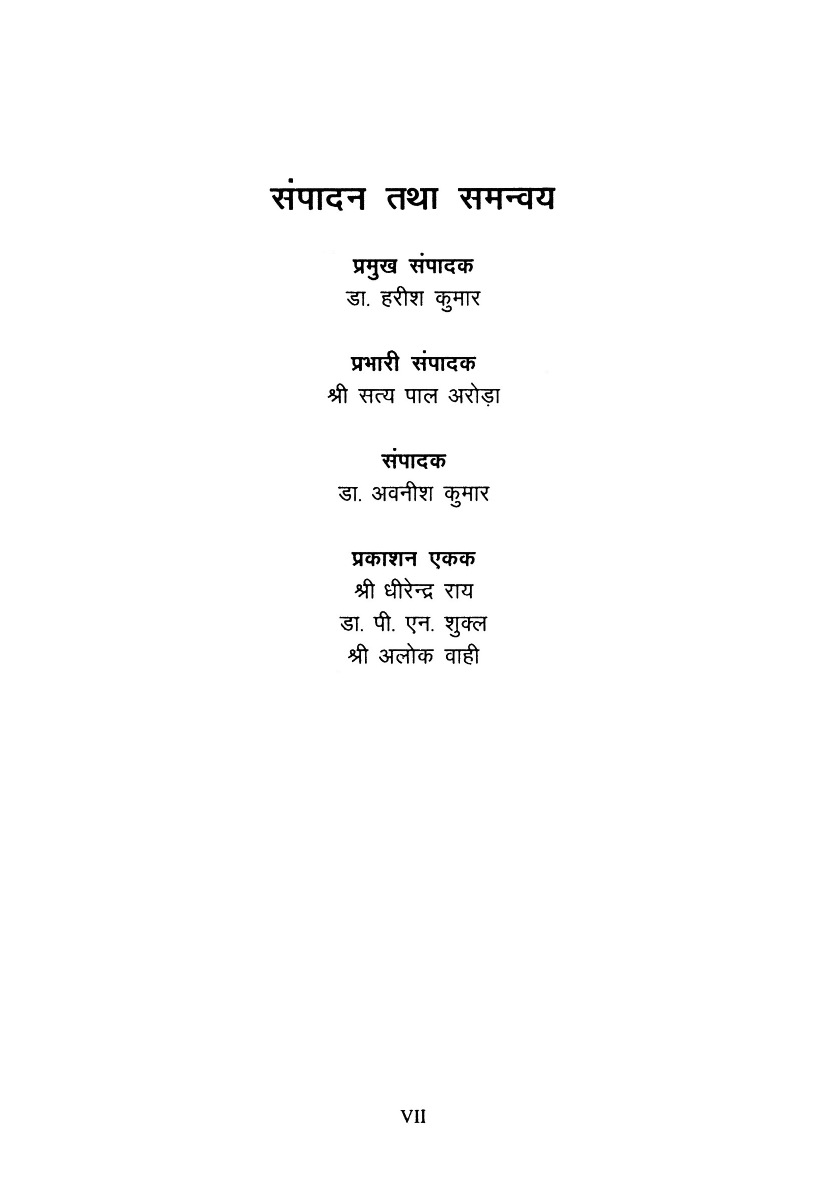 संपादन तथा समन्वय
प्रमुख संपादक
डा. हरीश कुमार
प्रभारी संपादक
श्री सत्य पाल अरोड़ा
संपादक
डा. अवनीश कुमार
प्रकाशन एकक
श्री धीरेन्द्र राय
डा. पी. एन. शुक्ल
श्री अलोक वाही
VII